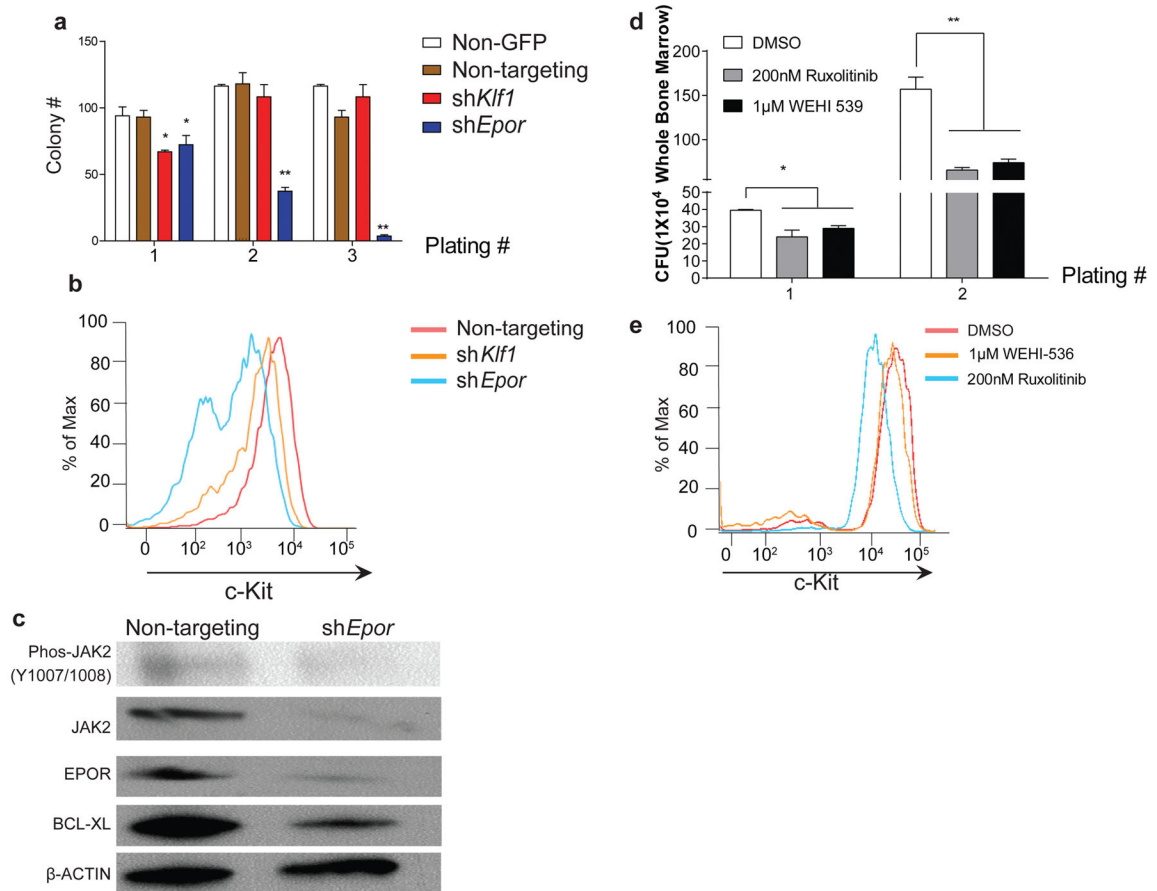 a
Non-GFP
Non-targeting
shKlf1
shEpor
Colony #
150
100
50
0
*
*
**
**
1
2
3
Plating #
b
Non-targeting
shKlf1
shEpor
% of Max
100
80
60
40
20
0
0
10²
10³
10⁴
10⁵
c-Kit
c
Non-targeting
shEpor
Phos-JAK2
(Y1007/1008)
JAK2
EPOR
BCL-XL
β-ACTIN
d
DMSO
200nM Ruxolitinib
1µM WEHI 539
CFU(1X10⁴ Whole Bone Marrow)
200
150
100
50
40
30
20
10
0
*
**
1
2
Plating #
e
DMSO
1µM WEHI-536
200nM Ruxolitinib
% of Max
100
80
60
40
20
0
0
10²
10³
10⁴
10⁵
c-Kit